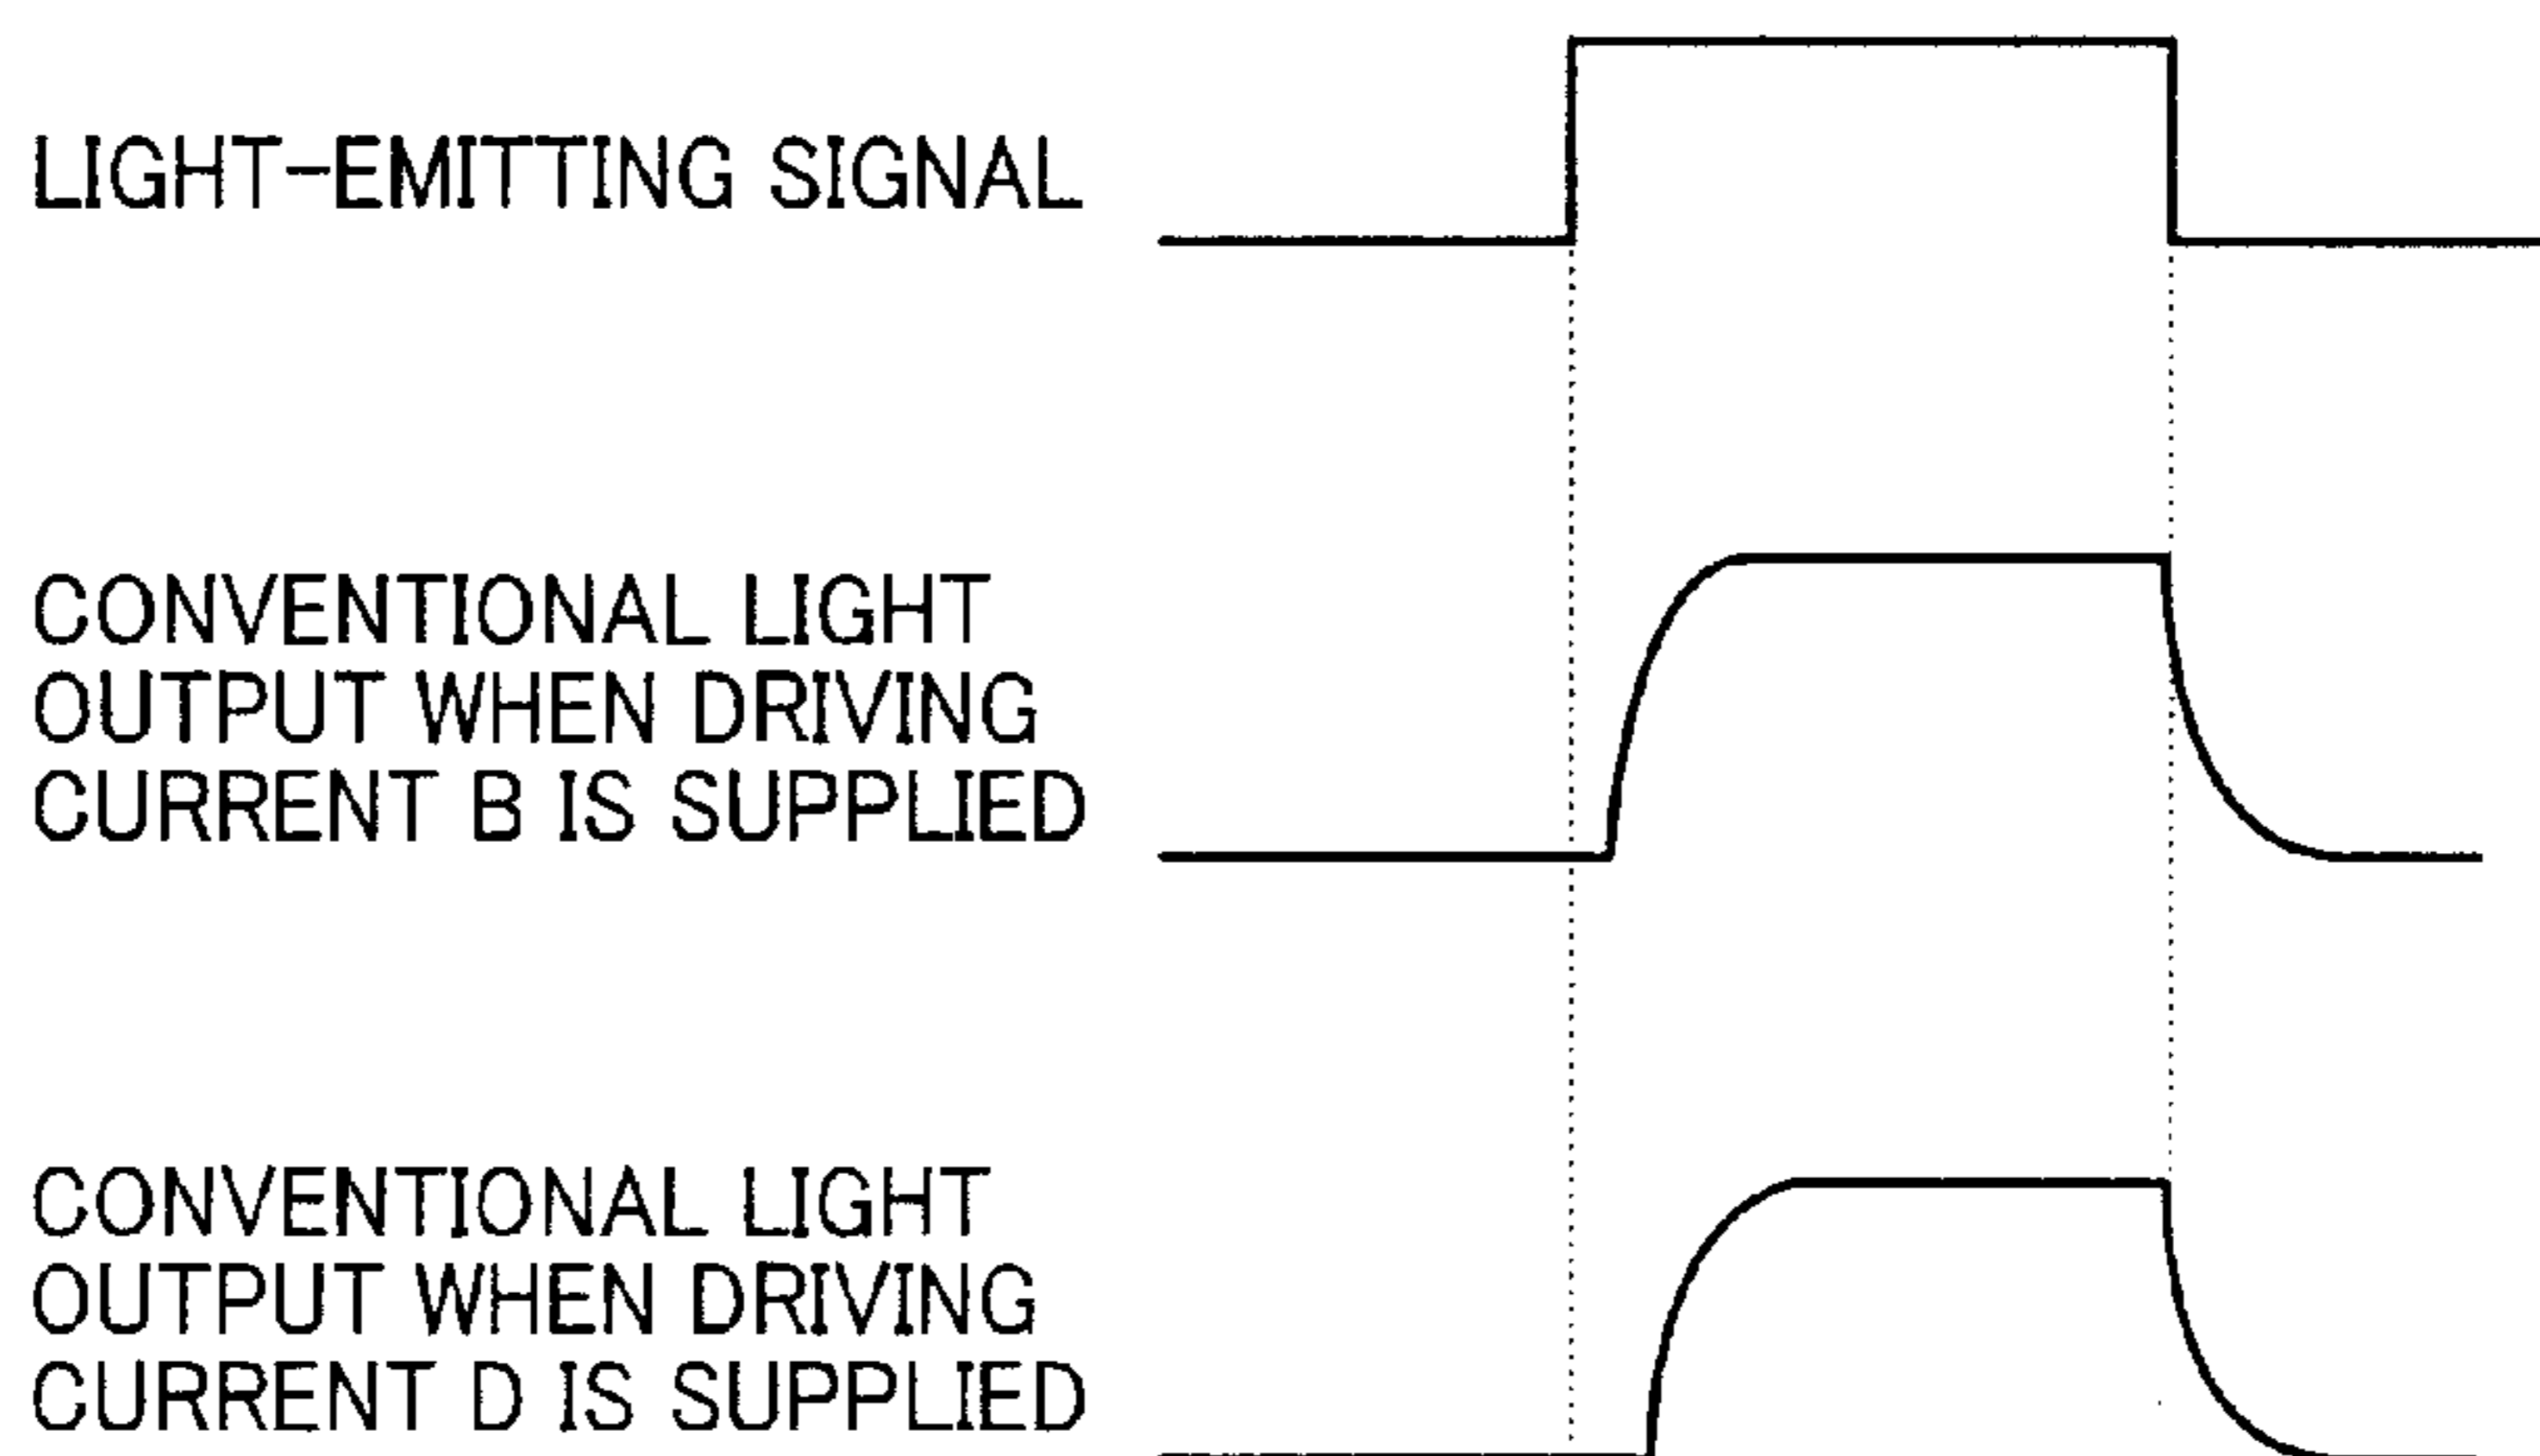 LIGHT-EMITTING SIGNAL
CONVENTIONAL LIGHT
OUTPUT WHEN DRIVING
CURRENT B IS SUPPLIED
CONVENTIONAL LIGHT
OUTPUT WHEN DRIVING
CURRENT D IS SUPPLIED